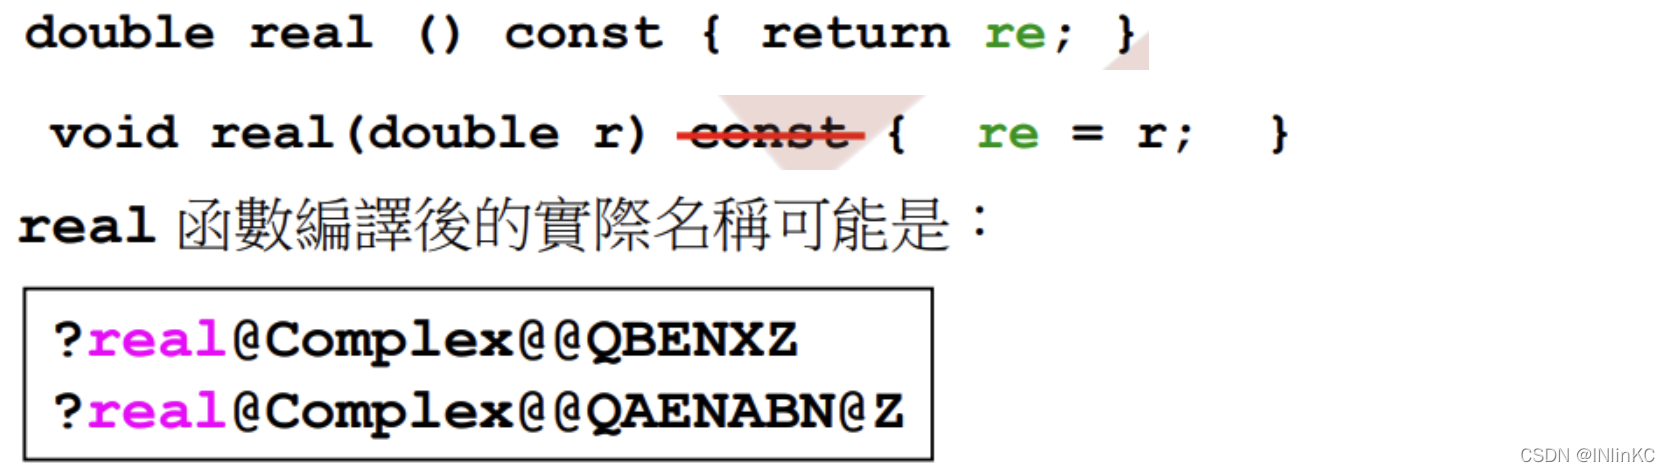 double real () const { return re; }
void real(double r) const { re = r; }
real 函數編譯後的實際名稱可能是：
?real@Complex@@QBENXZ
?real@Complex@@QAENABN@Z
CSDN @INlinKC